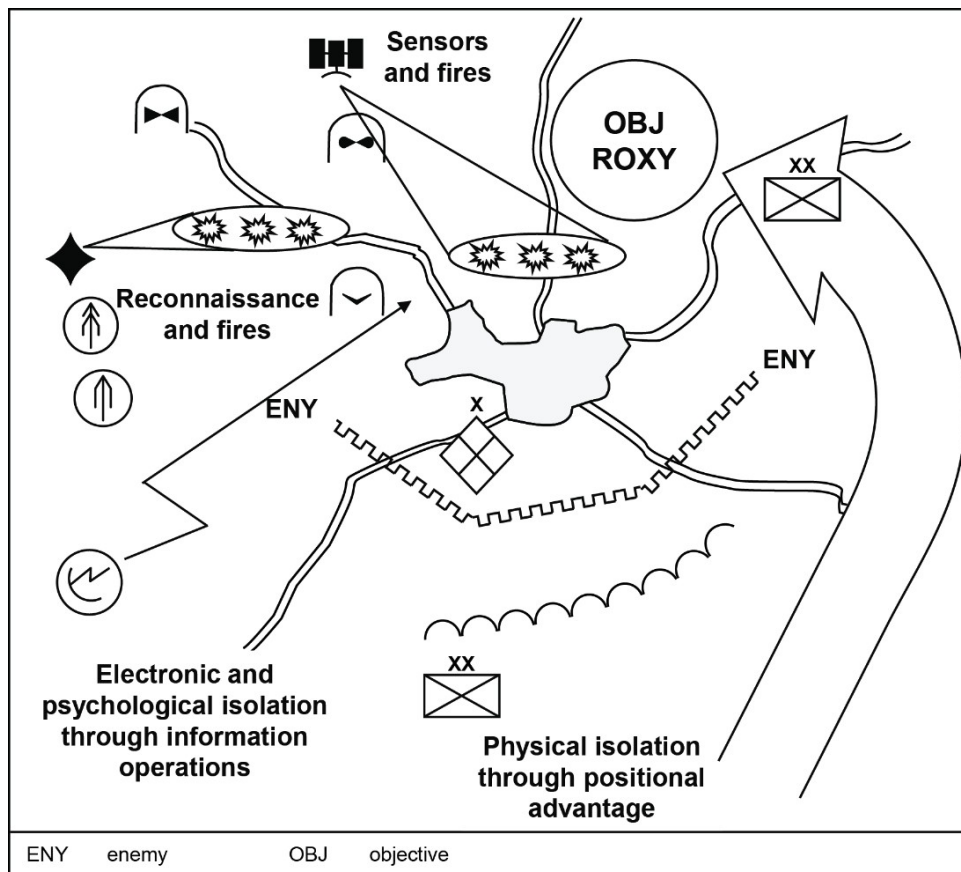 Sensors
and fires
OBJ
ROXY
XX
Reconnaissance
and fires
ENY
ENY
X
XX
Electronic and
psychological isolation
through information
operations
Physical isolation
through positional
advantage
ENY enemy OBJ objective